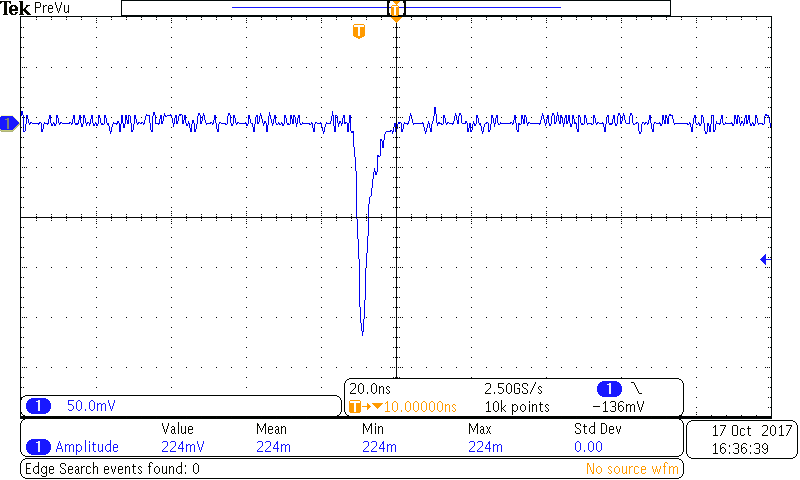 Tek PreVu
T
T
1
20.0ns 2.50GS/s 1
1 50.0mV T→▼10.00000ns 10k points −136mV
Value Mean Min Max Std Dev
1 Amplitude 224mV 224m 224m 224m 0.00
17 Oct 2017
16:36:39
Edge Search events found: 0 No source wfm